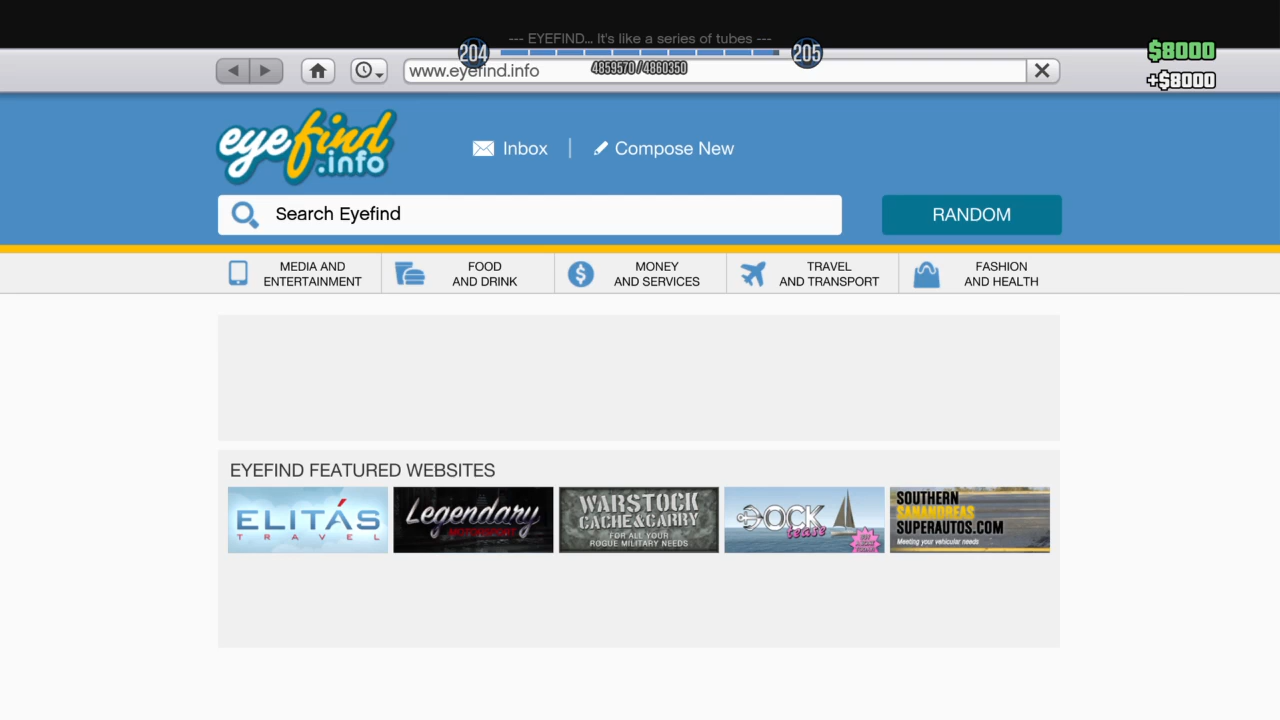 --- EYEFIND... It's like a series of tubes ---
204
205
$8000
www.eyefind.info
4859570/4860350
+$8000
eyefind
.info
Inbox
Compose New
Search Eyefind
RANDOM
MEDIA AND
ENTERTAINMENT
FOOD
AND DRINK
MONEY
AND SERVICES
TRAVEL
AND TRANSPORT
FASHION
AND HEALTH
EYEFIND FEATURED WEBSITES
ELITÁS
TRAVEL
Legendary
MOTORSPORT
WARSTOCK
CACHE&CARRY
FOR ALL YOUR
ROGUE MILITARY NEEDS
DOCK
tease
SOUTHERN
SANANDREAS
SUPERAUTOS.COM
Meeting your vehicular needs